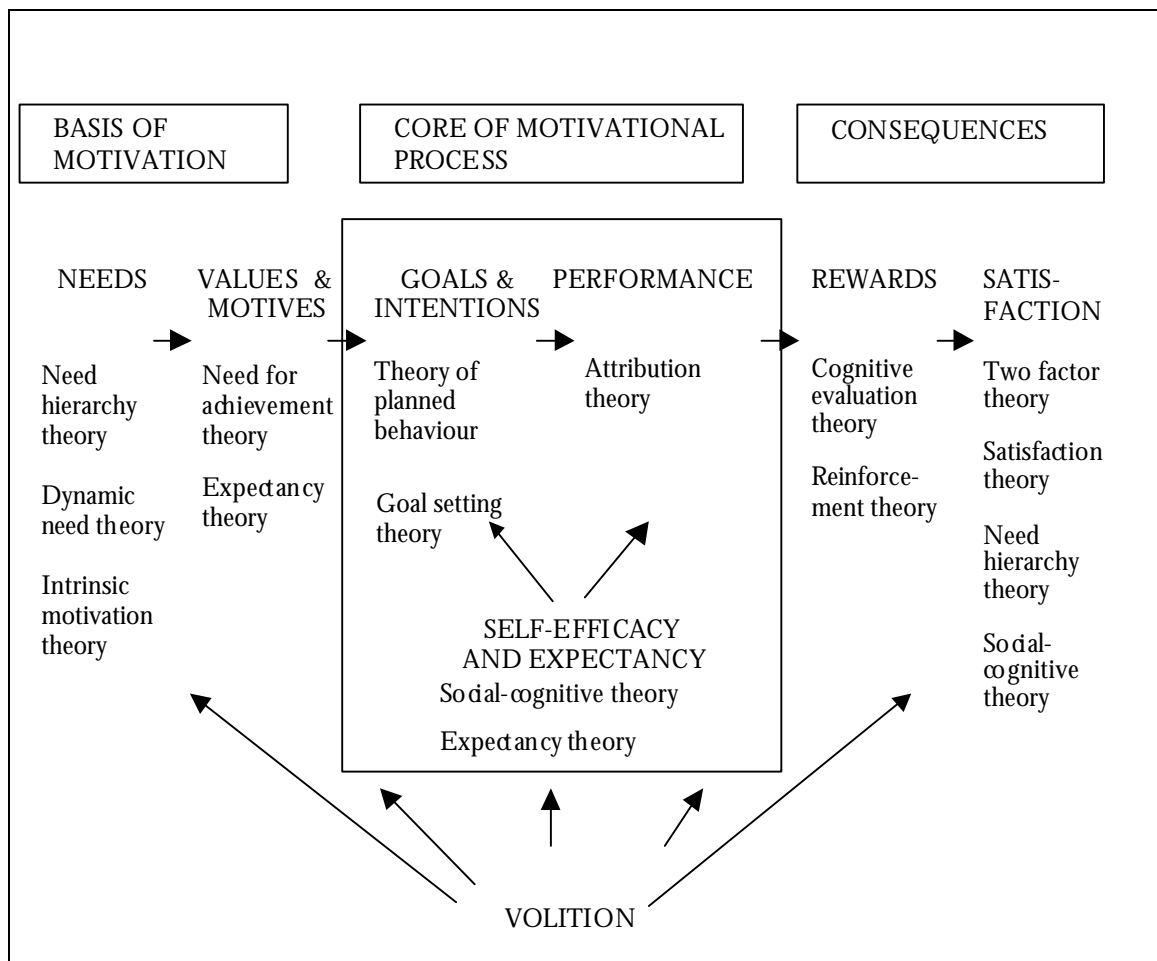 BASIS OF
MOTIVATION
CORE OF MOTIVATIONAL
PROCESS
CONSEQUENCES
NEEDS
VALUES &
MOTIVES
GOALS &
INTENTIONS
PERFORMANCE
REWARDS
SATIS-
FACTION
Need
hierarchy
theory
Dynamic
need theory
Intrinsic
motivation
theory
Need for
achievement
theory
Expectancy
theory
Theory of
planned
behaviour
Goal setting
theory
Attribution
theory
SELF-EFFICACY
AND EXPECTANCY
Social-cognitive theory
Expectancy theory
Cognitive
evaluation
theory
Reinforce-
ment theory
Two factor
theory
Satisfaction
theory
Need
hierarchy
theory
Social-
cognitive
theory
VOLITION